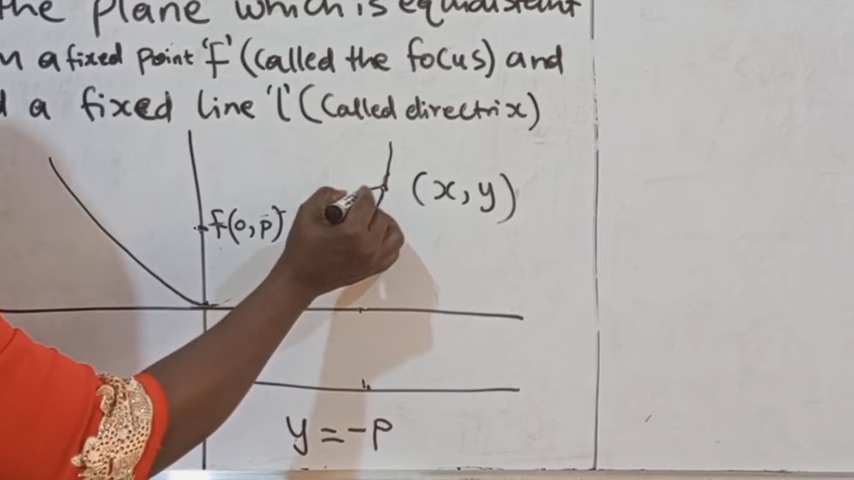 the plane which is equidistant
a fixed point 'F' (called the focus) and
a fixed line 'l' (called directrix)
(x, y)
f(0, p)
y = -p